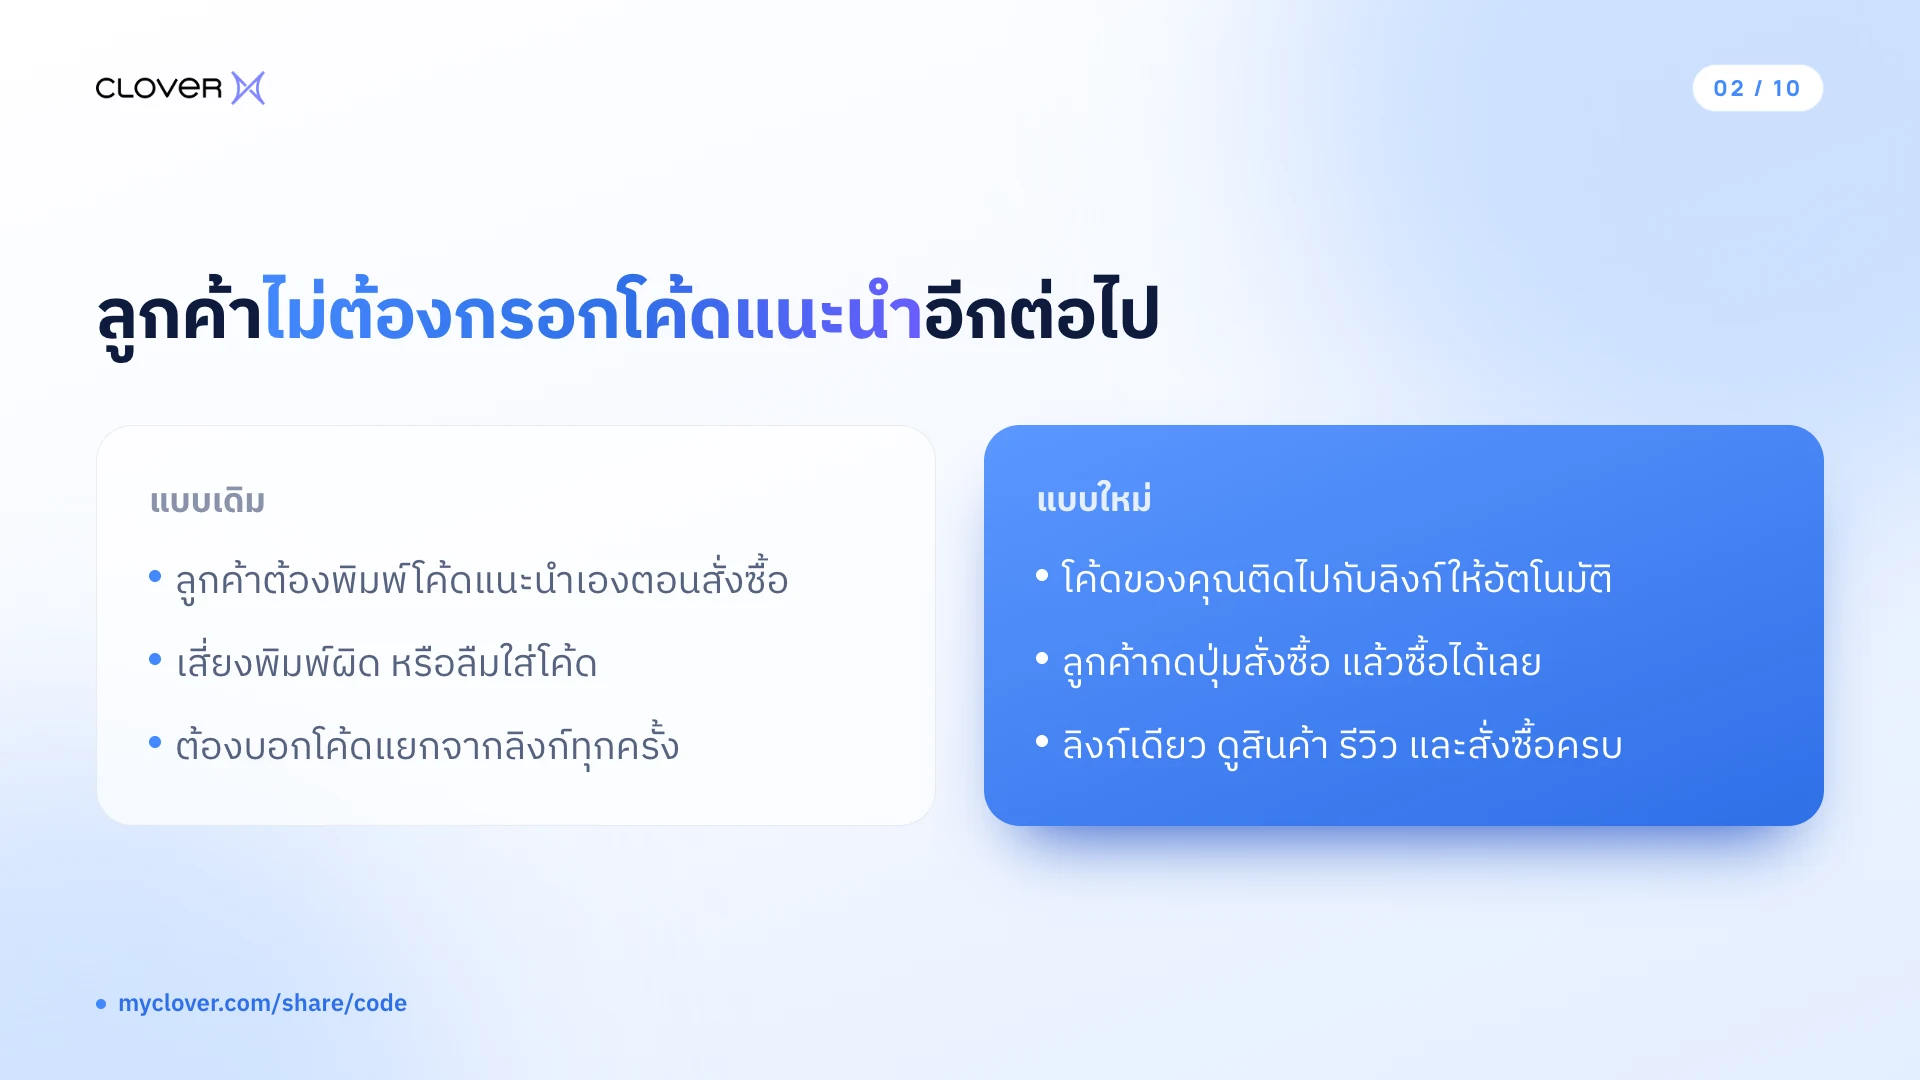 CLOVER
02 / 10
ลูกค้าไม่ต้องกรอกโค้ดแนะนำอีกต่อไป
แบบเดิม
ลูกค้าต้องพิมพ์โค้ดแนะนำเองตอนสั่งซื้อ
เสี่ยงพิมพ์ผิด หรือลืมใส่โค้ด
ต้องบอกโค้ดแยกจากลิงก์ทุกครั้ง
แบบใหม่
โค้ดของคุณติดไปกับลิงก์ให้อัตโนมัติ
ลูกค้ากดปุ่มสั่งซื้อ แล้วซื้อได้เลย
ลิงก์เดียว ดูสินค้า รีวิว และสั่งซื้อครบ
myclover.com/share/code